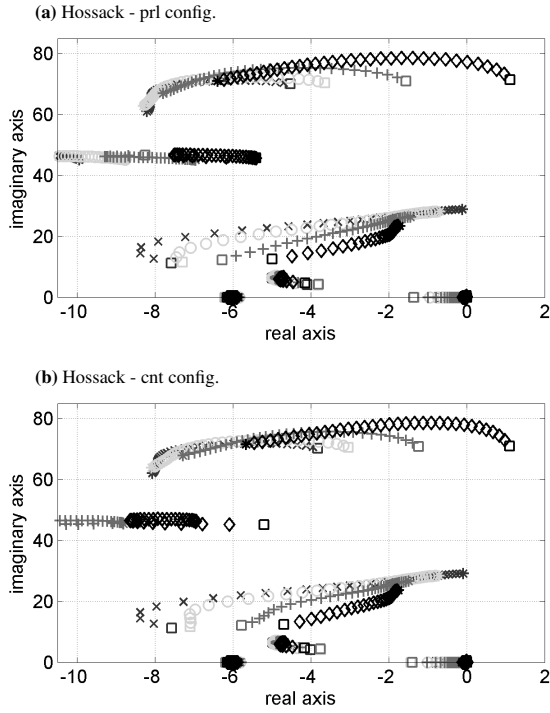 (a) Hossack - prl config.
80
60
40
20
0
imaginary axis
-10 -8 -6 -4 -2 0 2
real axis
(b) Hossack - cnt config.
80
60
40
20
0
imaginary axis
-10 -8 -6 -4 -2 0 2
real axis